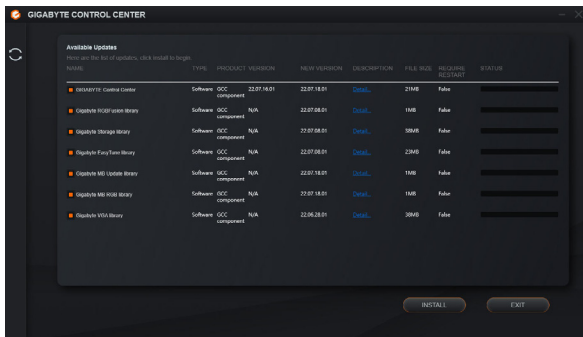 GIGABYTE CONTROL CENTER
Available Updates
Here are the list of updates, click install to begin.
NAME TYPE PRODUCT VERSION NEW VERSION DESCRIPTION FILE SIZE REQUIRE RESTART STATUS
GIGABYTE Control Center Software GCC component 22.07.16.01 22.07.18.01 Detail... 21MB False
Gigabyte RGBFusion library Software GCC component N/A 22.07.08.01 Detail... 1MB False
Gigabyte Storage library Software GCC component N/A 22.07.08.01 Detail... 38MB False
Gigabyte EasyTune library Software GCC component N/A 22.07.08.01 Detail... 23MB False
Gigabyte MB Update library Software GCC component N/A 22.07.18.01 Detail... 1MB False
Gigabyte MB RGB library Software GCC component N/A 22.07.18.01 Detail... 1MB False
Gigabyte VGA library Software GCC component N/A 22.06.28.01 Detail... 38MB False
INSTALL EXIT